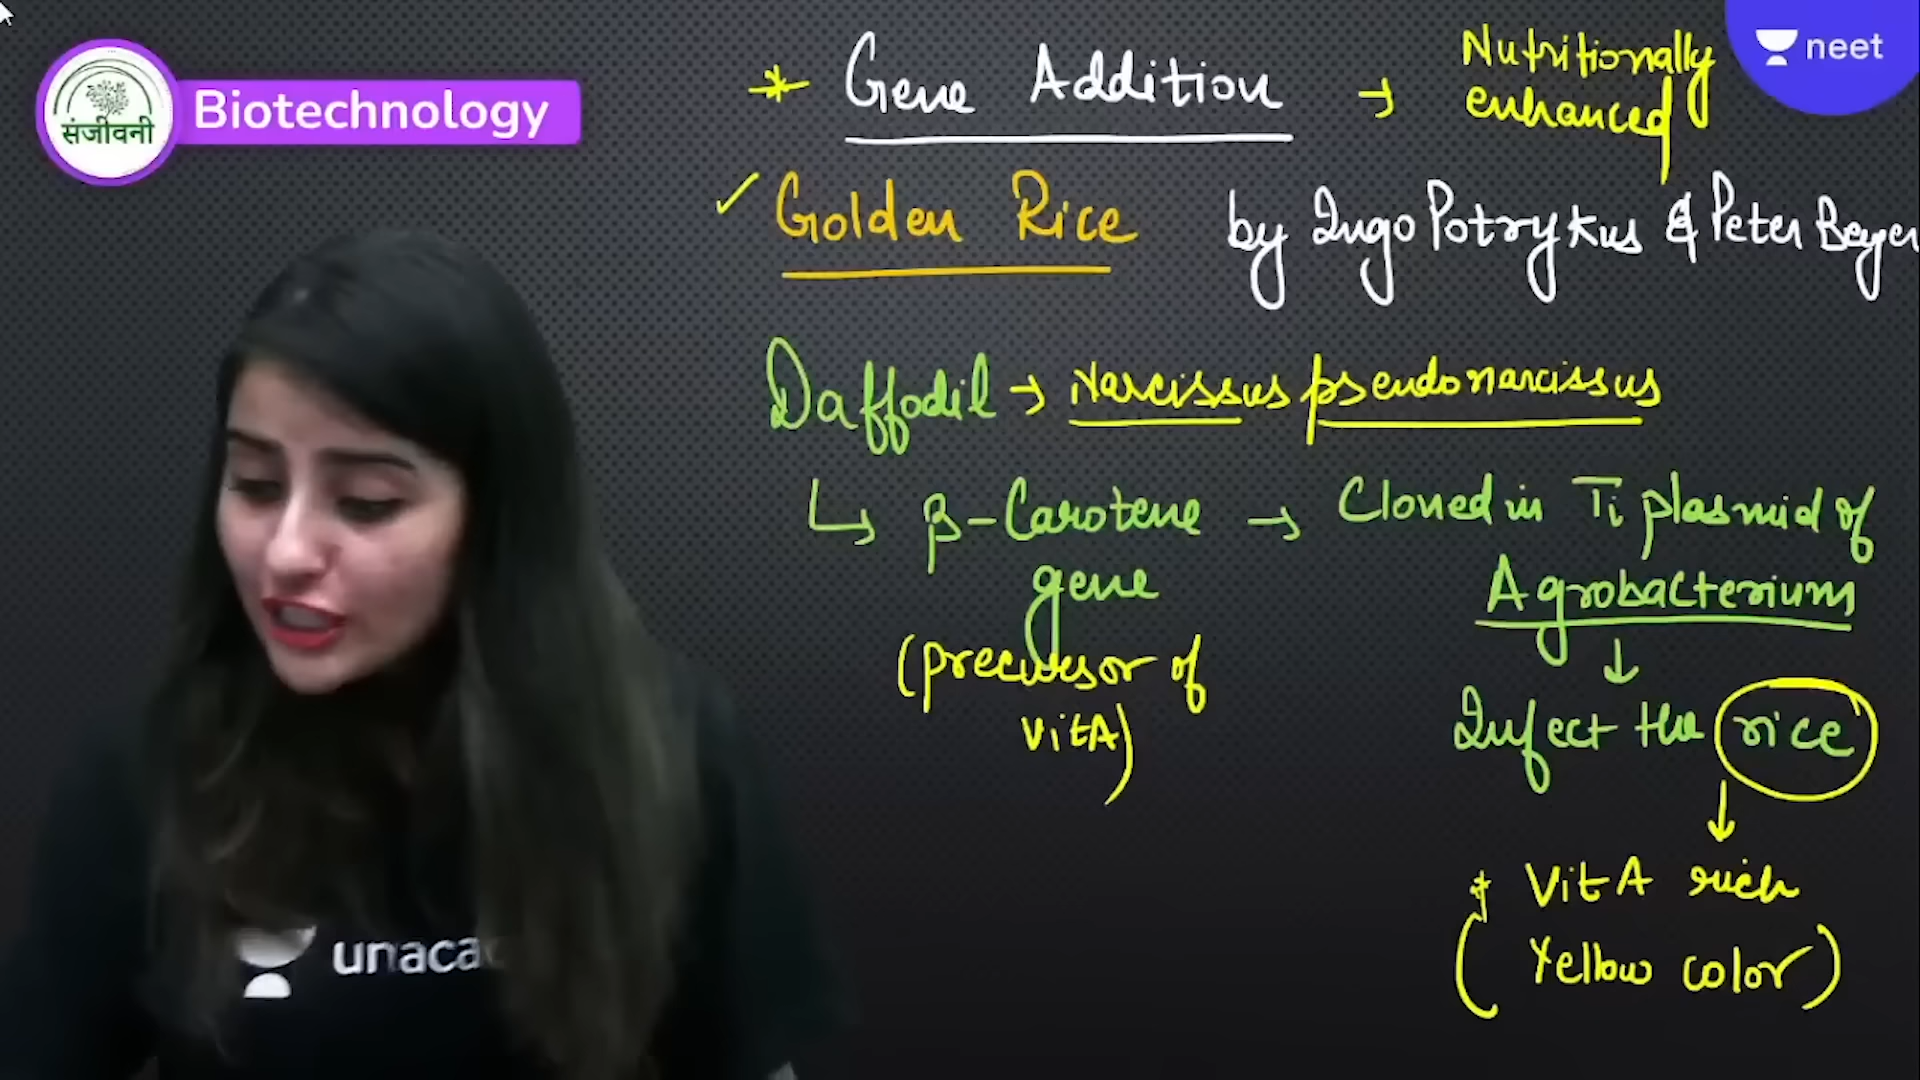 neet
संजीवनी
Biotechnology
* Gene Addition → Nutritionally
enhanced
✓ Golden Rice by Ingo Potrykus & Peter Beyer
Daffodil → Narcissus pseudonarcissus
↳ β-Carotene → Cloned in Ti plasmid of
gene Agrobacterium
(precursor of ↓
vitA) Infect the rice
↓
* VitA rich
(Yellow color)
unaca